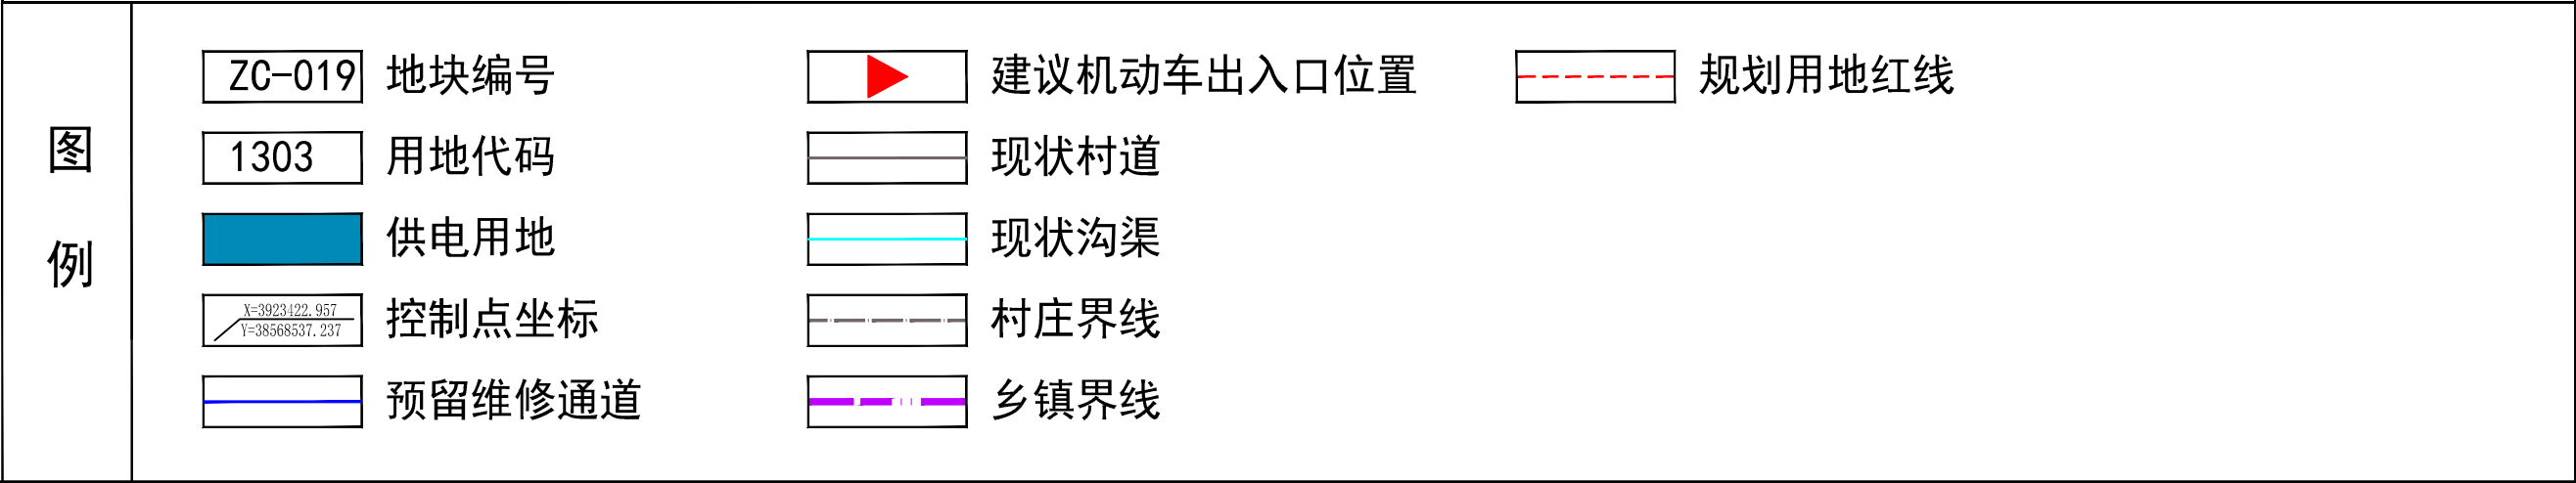 图例
ZC-019 地块编号
1303 用地代码
供电用地
X=3923422.957
Y=38568537.237
控制点坐标
预留维修通道
建议机动车出入口位置
现状村道
现状沟渠
村庄界线
乡镇界线
规划用地红线